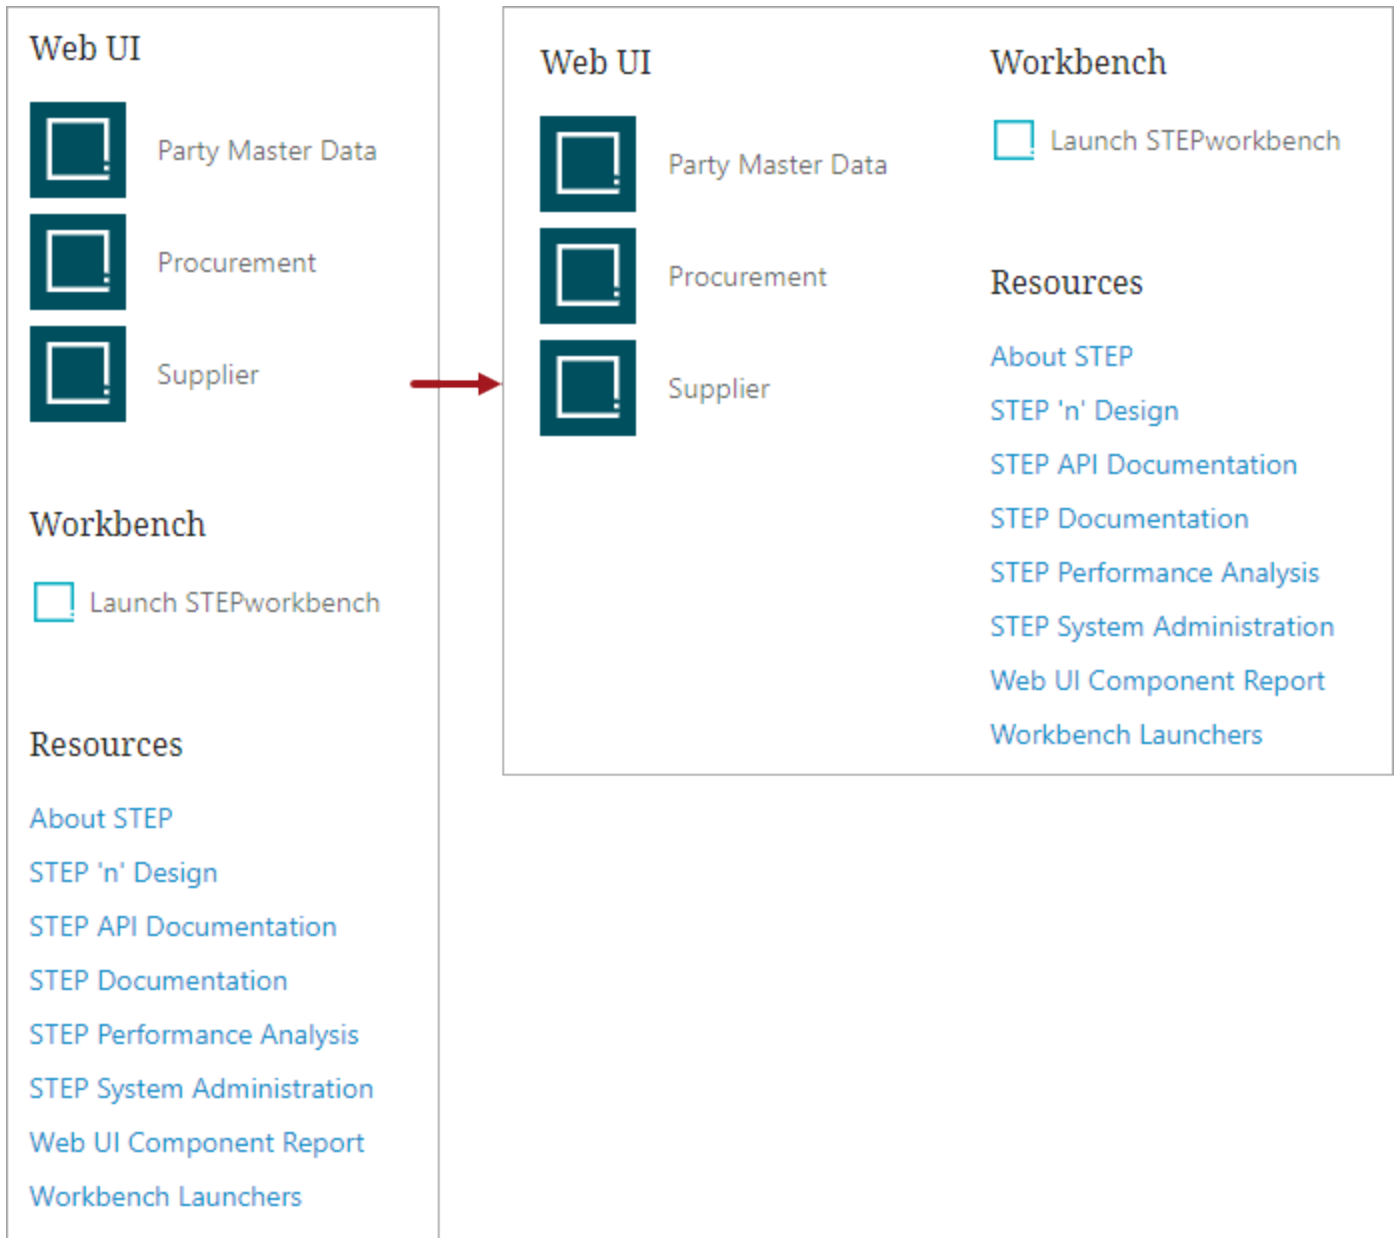 Web UI
Party Master Data
Procurement
Supplier
Workbench
Launch STEPworkbench
Resources
About STEP
STEP 'n' Design
STEP API Documentation
STEP Documentation
STEP Performance Analysis
STEP System Administration
Web UI Component Report
Workbench Launchers
Web UI
Party Master Data
Procurement
Supplier
Workbench
Launch STEPworkbench
Resources
About STEP
STEP 'n' Design
STEP API Documentation
STEP Documentation
STEP Performance Analysis
STEP System Administration
Web UI Component Report
Workbench Launchers